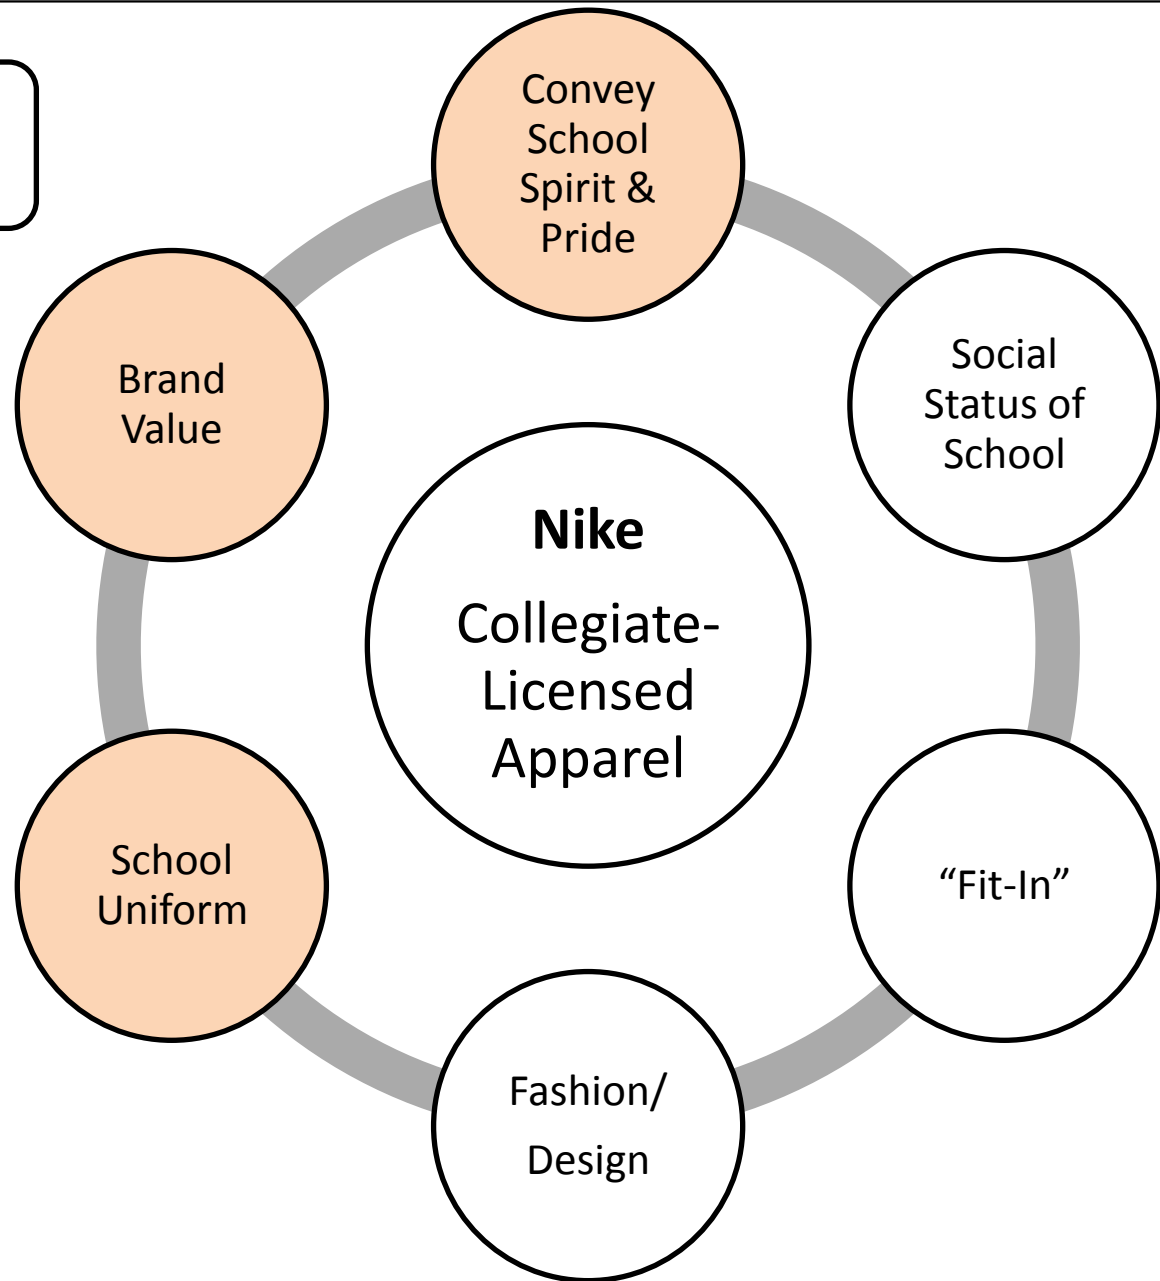 Convey
School
Spirit &
Pride
Social
Status of
School
“Fit-In”
Fashion/
Design
School
Uniform
Brand
Value
Nike
Collegiate-
Licensed
Apparel